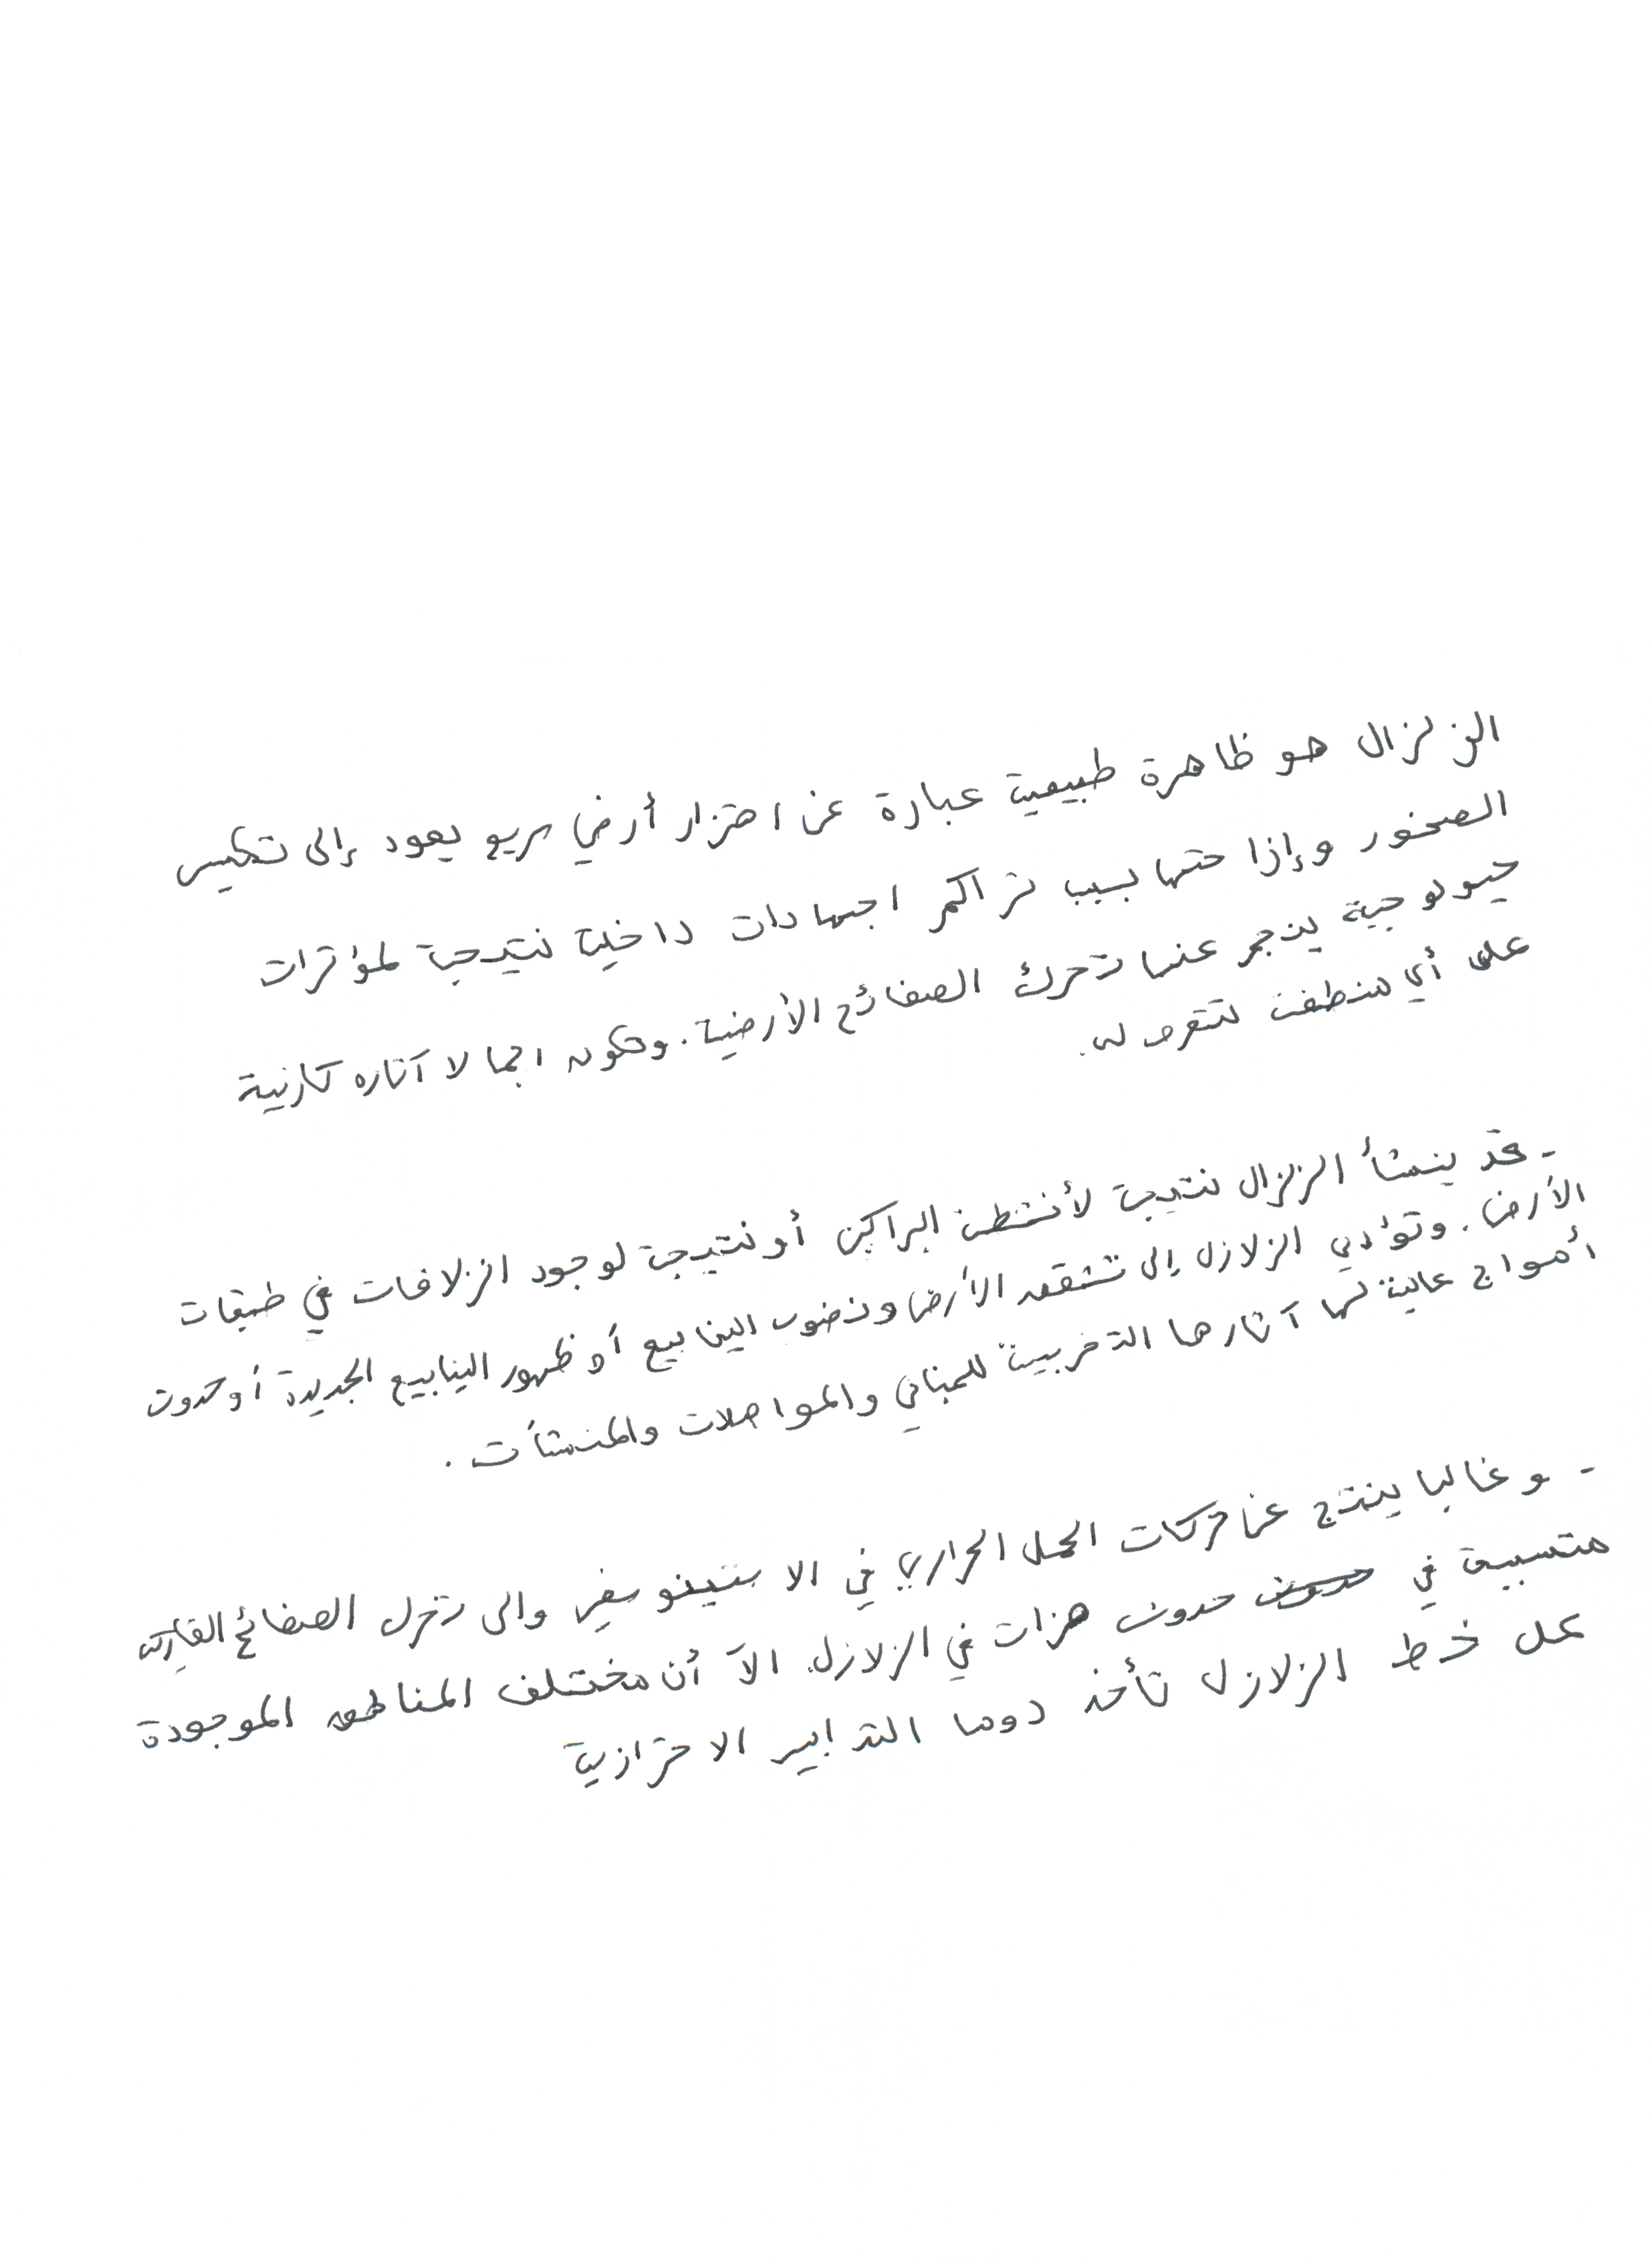 الزلزال هو ظاهرة طبيعية عبارة عن اهتزاز أرضي سريع يعود إلى تكسر
الصخور وإزاحتها بسبب تراكم اجهادات داخلية نتيجة لمؤثرات
جيولوجية ينجم عنها تحرك الصفائح الأرضية. وتكون اجمالا آثاره كارثية
على أي منطقة تتعرض له.
- قد ينشأ الزلزال نتيجة لأنشطة البراكين أو نتيجة لوجود انزلاقات في طبقات
الأرض. وتؤدي الزلازل إلى تشقق الأرض ونضوب الينابيع أو ظهور الينابيع الجديدة أو حدوث
أمواج عالية لها آثارها التخريبية للمباني والمواصلات والمنشآت.
- وغالبا ينتج عن حركات الحمل الحراري في الاستينوسفير والى تحرك الصفائح القارية
متسببة في حدوث هزات في الزلازل. الا أن مختلف المناطق الموجودة
على خط الزلازل تأخذ دوما التدابير الاحترازية